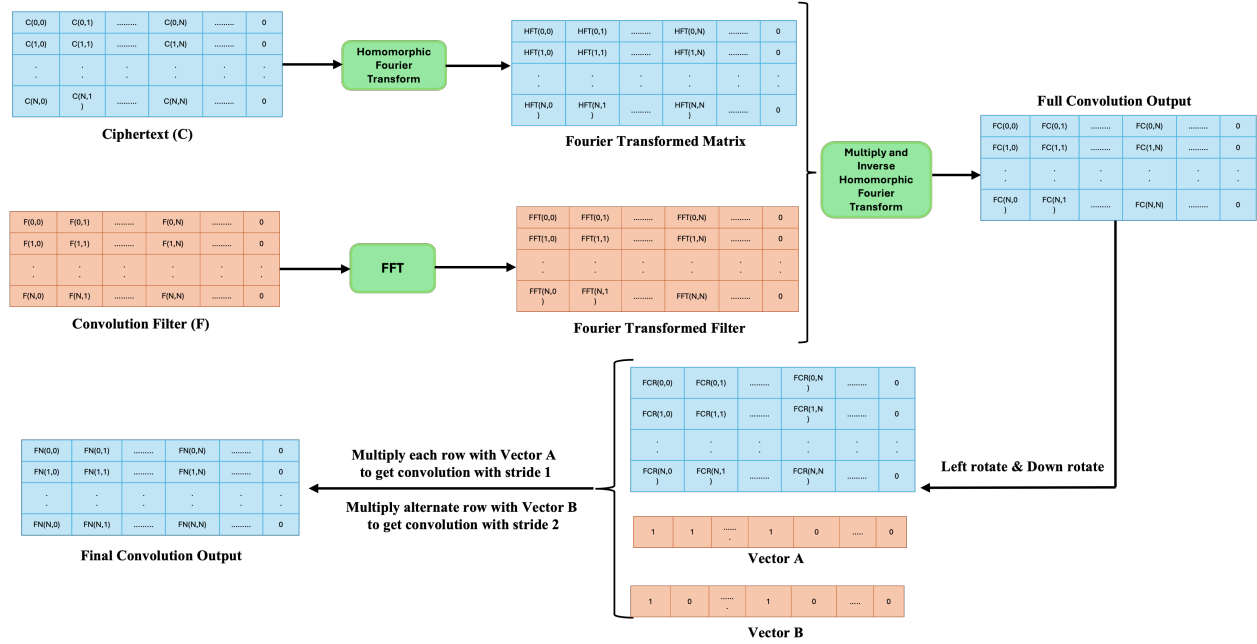 C(0,0) C(0,1) ......... C(0,N) ......... 0
C(1,0) C(1,1) ......... C(1,N) ......... 0
. . . . .
. . . . .
C(N,0) C(N,1) ......... C(N,N) ......... 0
Ciphertext (C)
Homomorphic
Fourier
Transform
HFT(0,0) HFT(0,1) ......... HFT(0,N) ......... 0
HFT(1,0) HFT(1,1) ......... HFT(1,N) ......... 0
. . . . . .
. . . . . .
HFT(N,0) HFT(N,1) ......... HFT(N,N) ......... 0
Fourier Transformed Matrix
F(0,0) F(0,1) ......... F(0,N) ......... 0
F(1,0) F(1,1) ......... F(1,N) ......... 0
. . . . . .
. . . . . .
F(N,0) F(N,1) ......... F(N,N) ......... 0
Convolution Filter (F)
FFT
FFT(0,0) FFT(0,1) ......... FFT(0,N) ......... 0
FFT(1,0) FFT(1,1) ......... FFT(1,N) ......... 0
. . . . . .
. . . . . .
FFT(N,0) FFT(N,1) ......... FFT(N,N) ......... 0
Fourier Transformed Filter
Multiply and
Inverse
Homomorphic
Fourier
Transform
Full Convolution Output
FC(0,0) FC(0,1) ......... FC(0,N) ......... 0
FC(1,0) FC(1,1) ......... FC(1,N) ......... 0
. . . . . .
. . . . . .
FC(N,0) FC(N,1) ......... FC(N,N) ......... 0
Left rotate & Down rotate
FCR(0,0) FCR(0,1) ......... FCR(0,N) ......... 0
FCR(1,0) FCR(1,1) ......... FCR(1,N) ......... 0
. . . . . .
. . . . . .
FCR(N,0) FCR(N,1) ......... FCR(N,N) ......... 0
1 1 ....... 1 0 ..... 0
Vector A
1 0 ....... 1 0 ..... 0
Vector B
Multiply each row with Vector A
to get convolution with stride 1
Multiply alternate row with Vector B
to get convolution with stride 2
FN(0,0) FN(0,1) ......... FN(0,N) ......... 0
FN(1,0) FN(1,1) ......... FN(1,N) ......... 0
. . . . . .
. . . . . .
FN(N,0) FN(N,1) ......... FN(N,N) ......... 0
Final Convolution Output